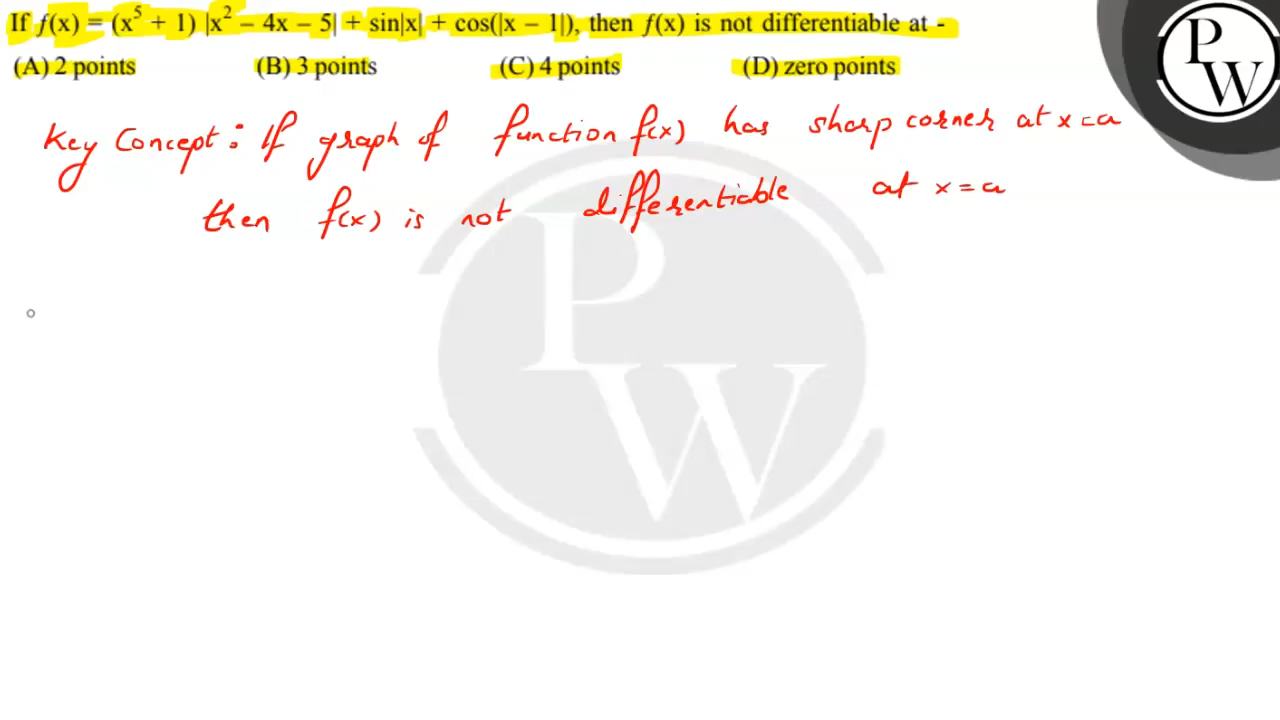 If f(x) = (x⁵ + 1) |x² – 4x – 5| + sin|x| + cos(|x – 1|), then f(x) is not differentiable at -
(A) 2 points (B) 3 points (C) 4 points (D) zero points
Key Concept: If graph of function f(x) has sharp corner at x=a
then f(x) is not differentiable at x=a
P
W
P
W